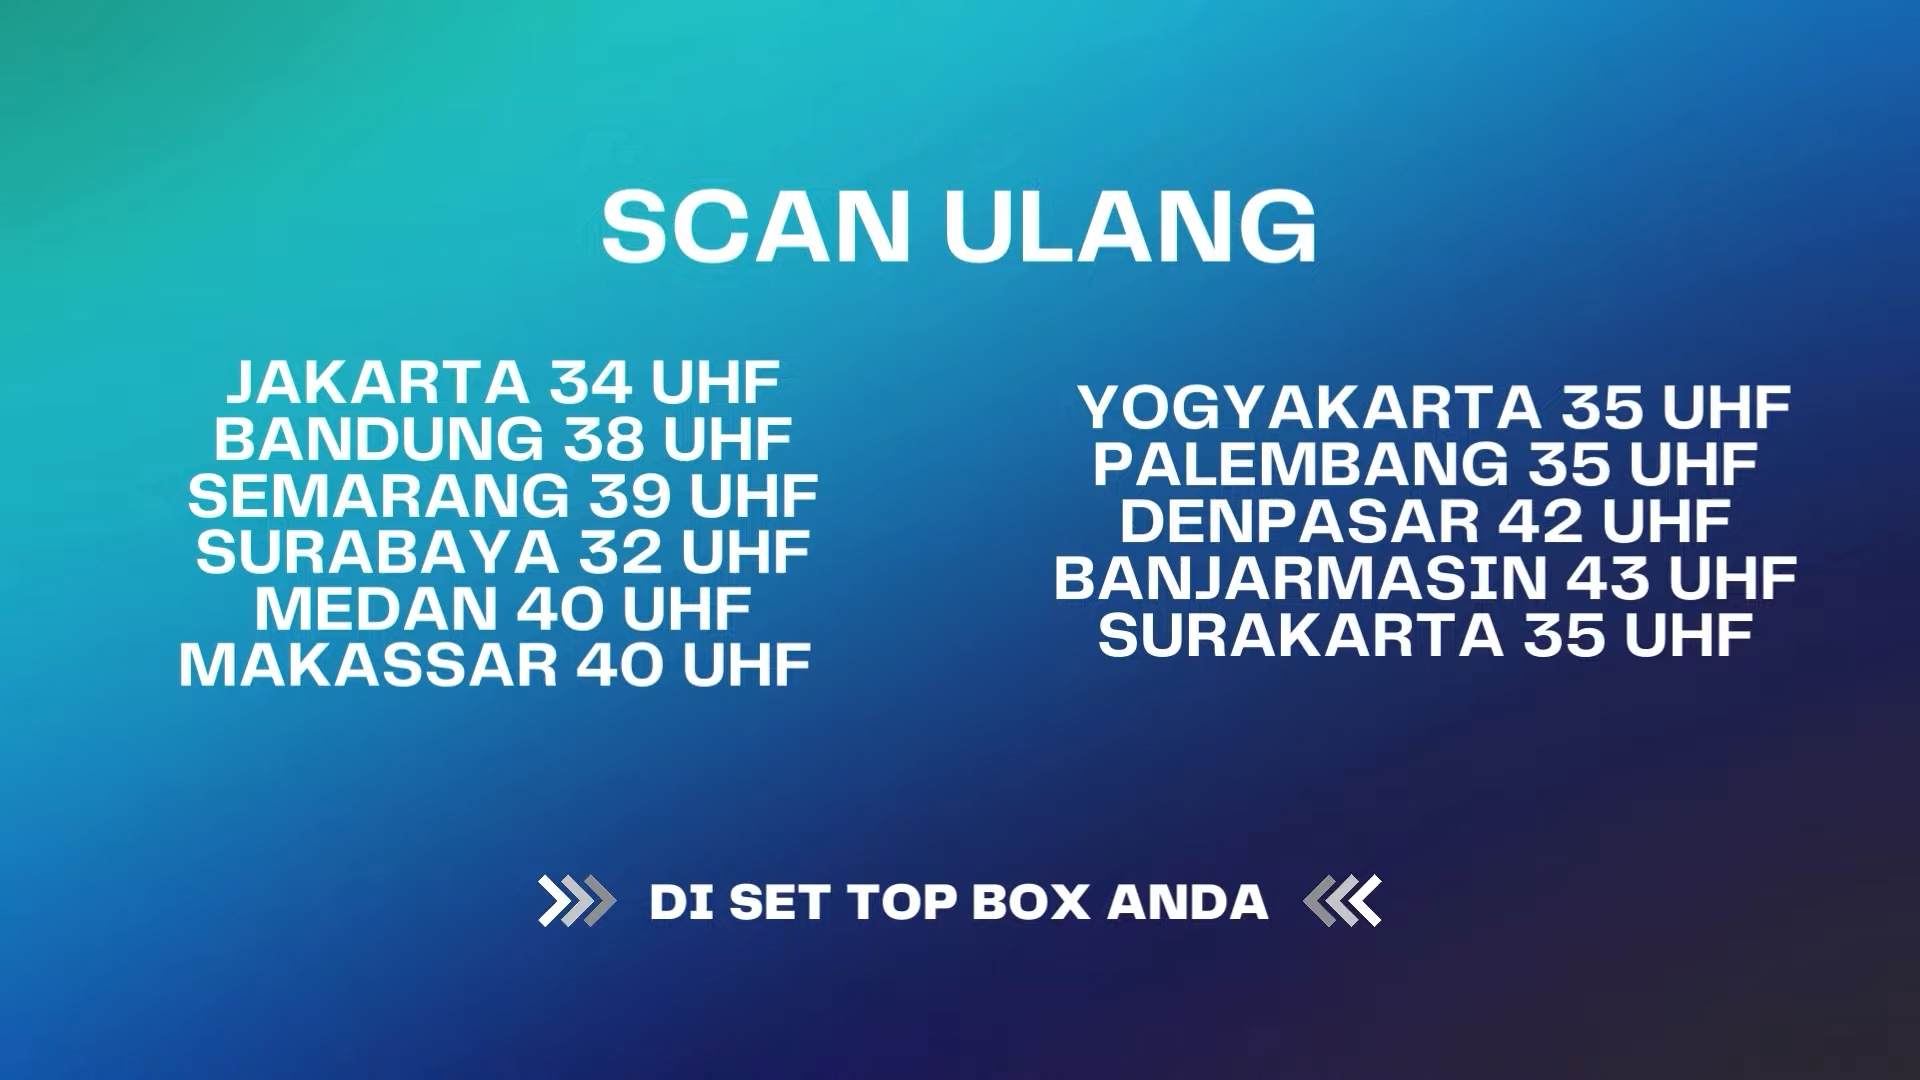 SCAN ULANG
JAKARTA 34 UHF
BANDUNG 38 UHF
SEMARANG 39 UHF
SURABAYA 32 UHF
MEDAN 40 UHF
MAKASSAR 40 UHF
YOGYAKARTA 35 UHF
PALEMBANG 35 UHF
DENPASAR 42 UHF
BANJARMASIN 43 UHF
SURAKARTA 35 UHF
DI SET TOP BOX ANDA